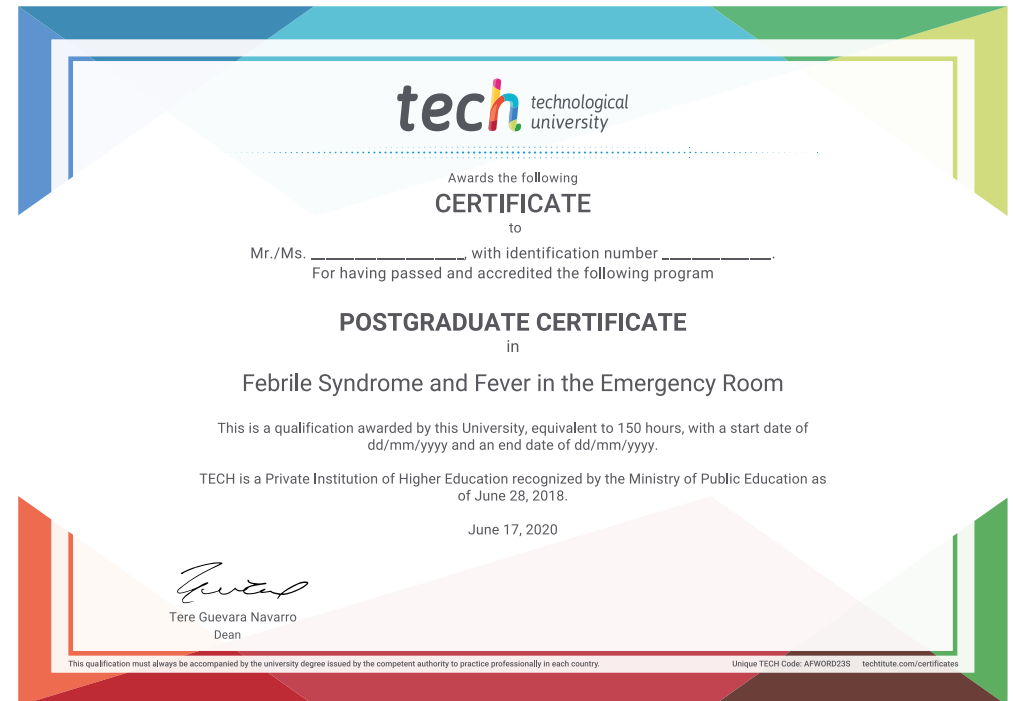 tech technological
university
Awards the following
CERTIFICATE
to
Mr./Ms. ____________________, with identification number ______________.
For having passed and accredited the following program
POSTGRADUATE CERTIFICATE
in
Febrile Syndrome and Fever in the Emergency Room
This is a qualification awarded by this University, equivalent to 150 hours, with a start date of
dd/mm/yyyy and an end date of dd/mm/yyyy.
TECH is a Private Institution of Higher Education recognized by the Ministry of Public Education as
of June 28, 2018.
June 17, 2020
Tere Guevara Navarro
Dean
This qualification must always be accompanied by the university degree issued by the competent authority to practice professionally in each country. Unique TECH Code: AFWORD23S techtitute.com/certificates